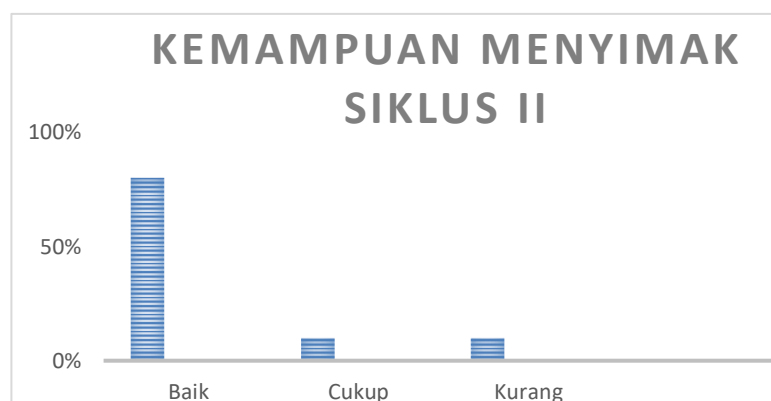 KEMAMPUAN MENYIMAK
SIKLUS II
100%
50%
0%
Baik Cukup Kurang